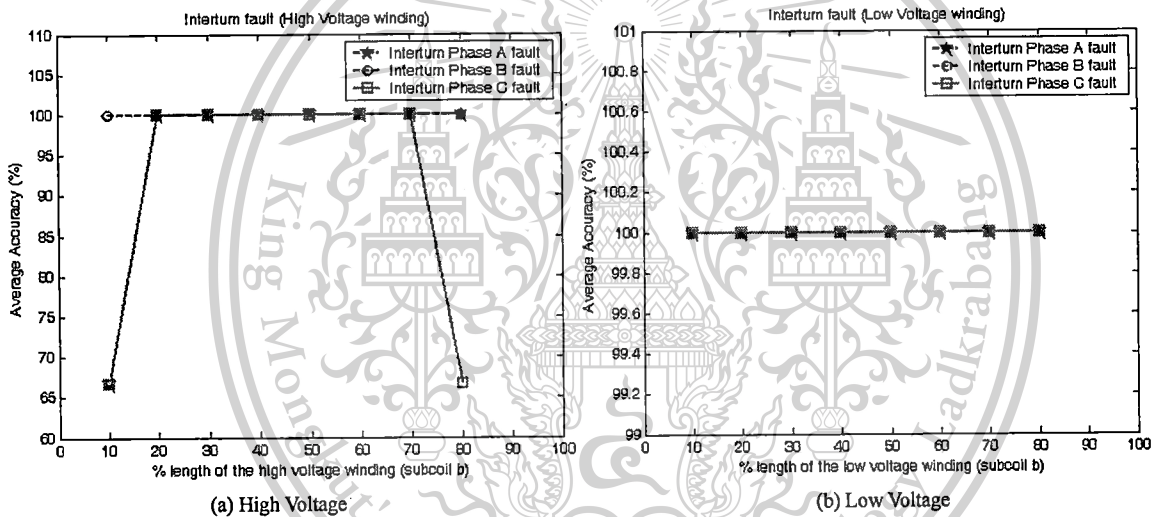 Interturn fault (High Voltage winding)
110
105
100
95
90
85
80
75
70
65
60
Average Accuracy (%)
Interturn Phase A fault
Interturn Phase B fault
Interturn Phase C fault
0 10 20 30 40 50 60 70 80 90 100
% length of the high voltage winding (subcoil b)
(a) High Voltage
Interturn fault (Low Voltage winding)
101
100.8
100.6
100.4
100.2
100
99.8
99.6
99.4
99.2
99
Average Accuracy (%)
Interturn Phase A fault
Interturn Phase B fault
Interturn Phase C fault
0 10 20 30 40 50 60 70 80 90 100
% length of the low voltage winding (subcoil b)
(b) Low Voltage
King Mongkut's
Ladkrabang